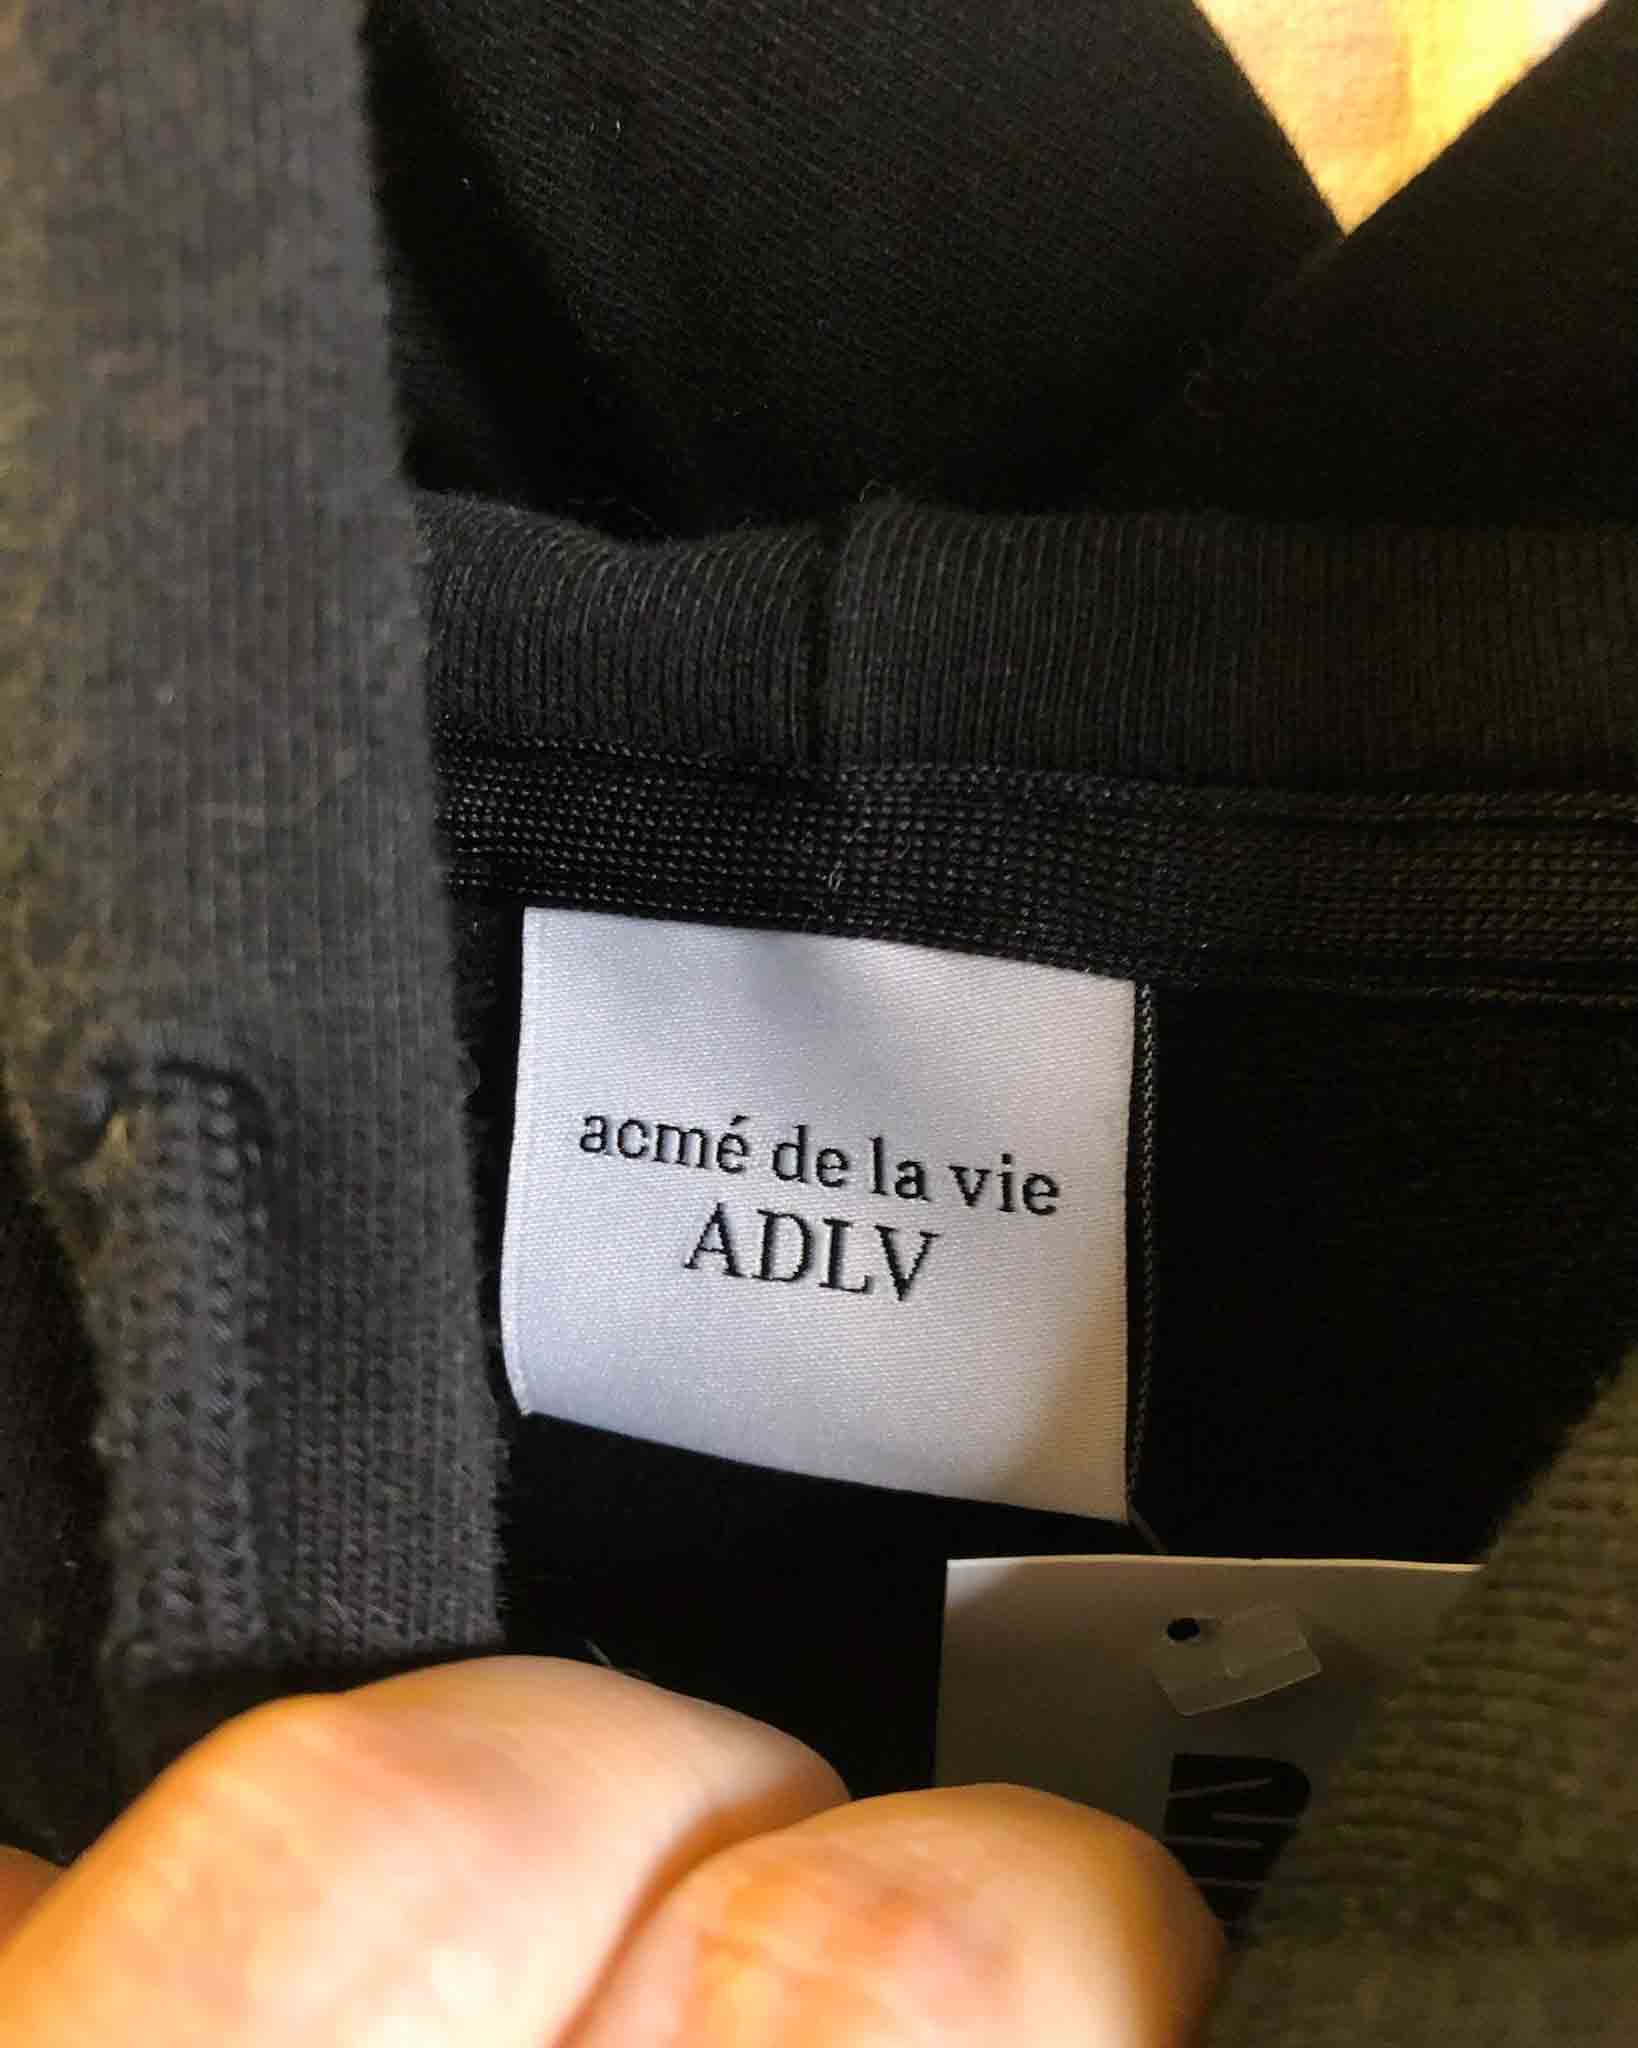 acmé de la vie
ADLV